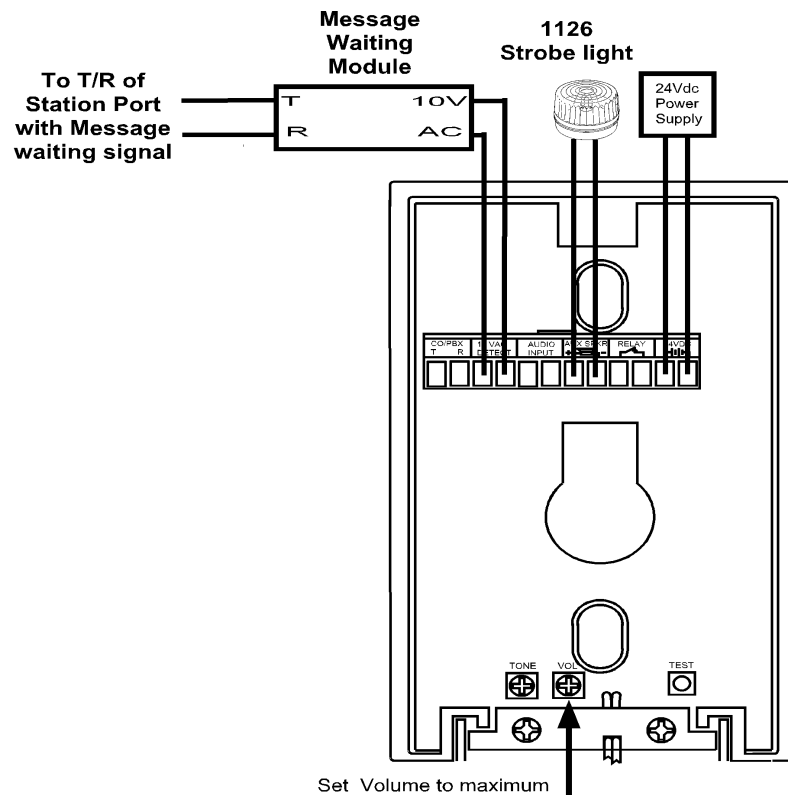 Message
Waiting
Module
1126
Strobe light
To T/R of
Station Port
with Message
waiting signal
T 10V
R AC
24Vdc
Power
Supply
CO/PBX
T R
DETECT
AUDIO
INPUT
RELAY
TONE
VOL
TEST
Set Volume to maximum